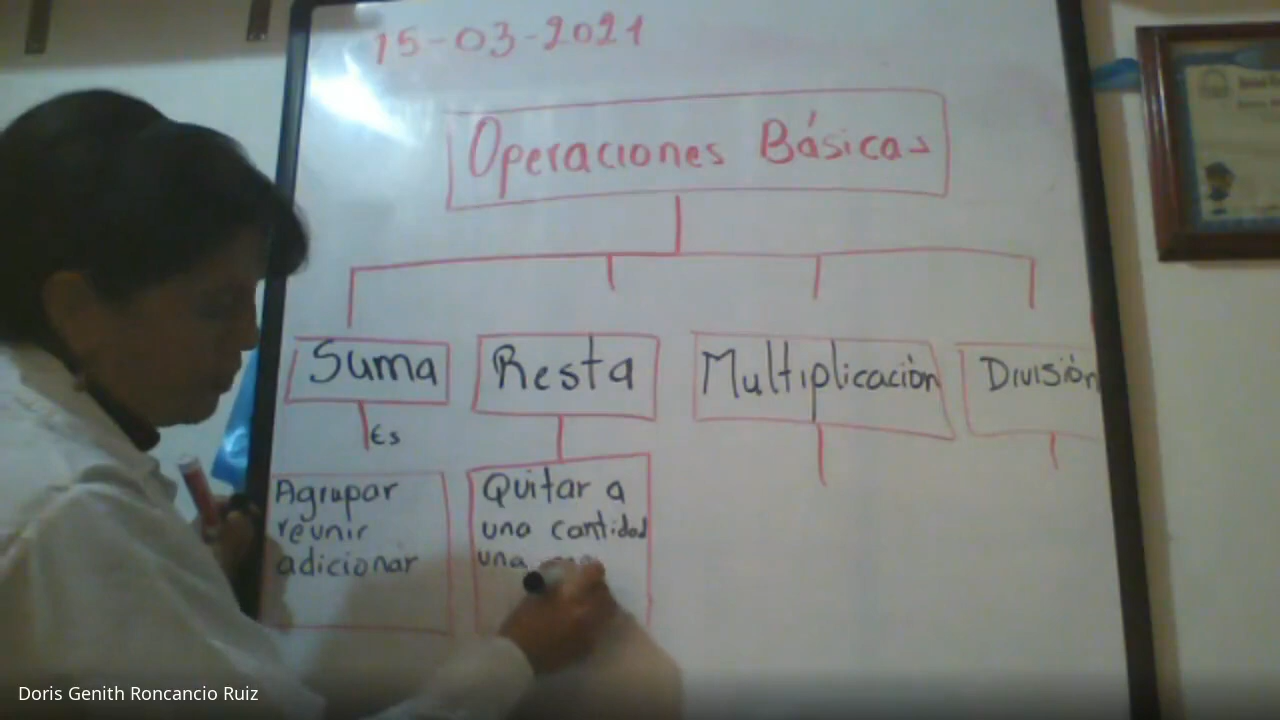 15-03-2021
Operaciones Básicas
Suma
Resta
Multiplicación
División
Es
Agrupar
reunir
adicionar
Quitar a
una cantidad
una
Doris Genith Roncancio Ruiz